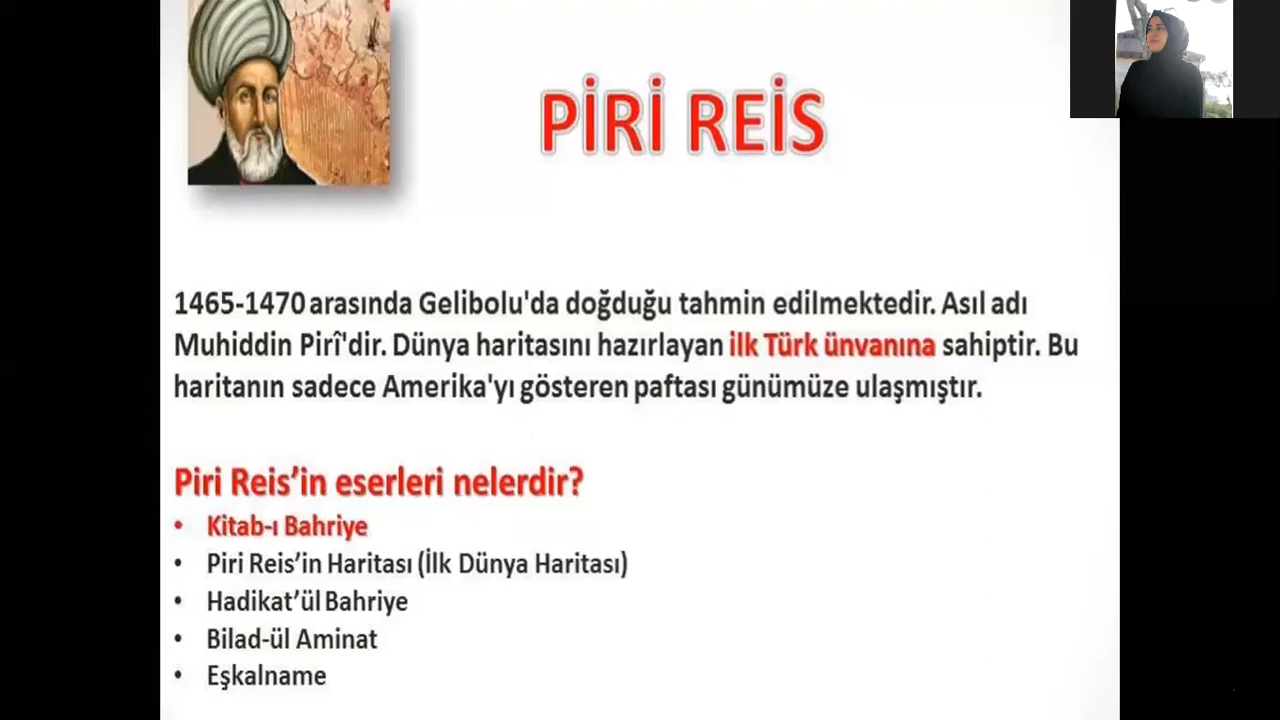 PİRİ REİS
1465-1470 arasında Gelibolu'da doğduğu tahmin edilmektedir. Asıl adı
Muhiddin Pirî'dir. Dünya haritasını hazırlayan ilk Türk ünvanına sahiptir. Bu
haritanın sadece Amerika'yı gösteren paftası günümüze ulaşmıştır.
Piri Reis’in eserleri nelerdir?
• Kitab-ı Bahriye
• Piri Reis’in Haritası (İlk Dünya Haritası)
• Hadikat’ül Bahriye
• Bilad-ül Aminat
• Eşkalname